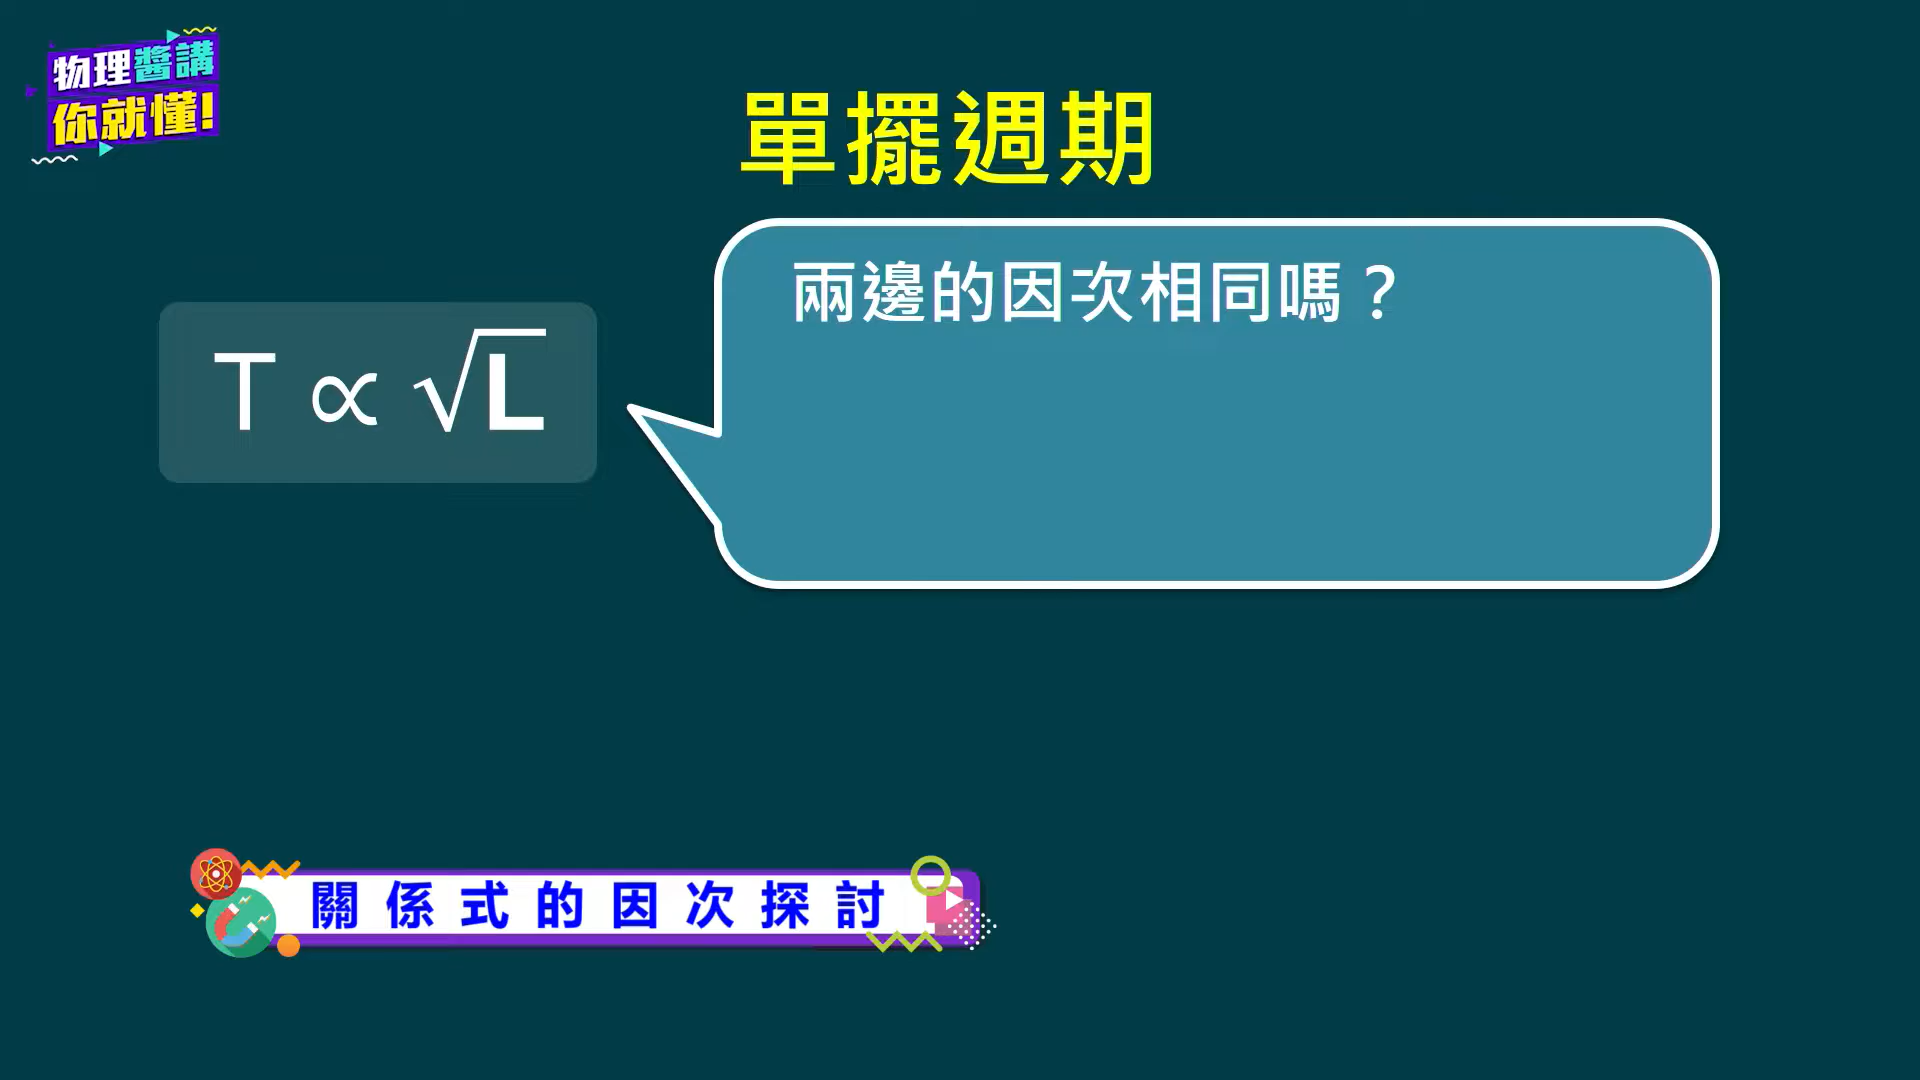 物理醬講
你就懂!
單擺週期
兩邊的因次相同嗎？
T ∝ √L
關係式的因次探討